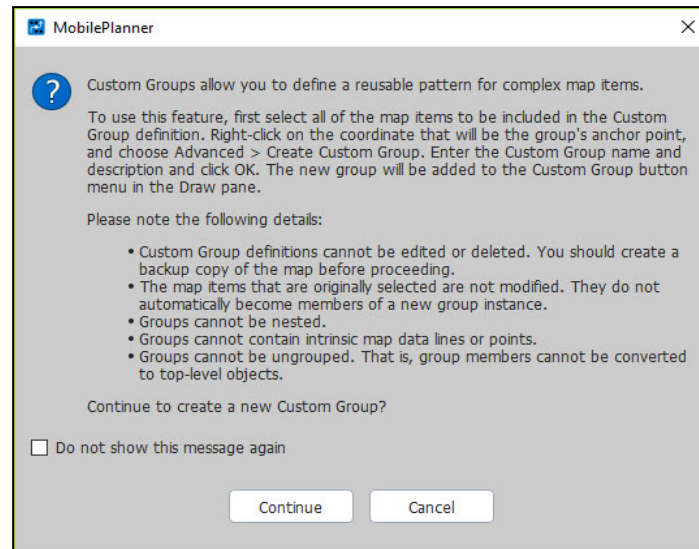 MobilePlanner
Custom Groups allow you to define a reusable pattern for complex map items.
To use this feature, first select all of the map items to be included in the Custom
Group definition. Right-click on the coordinate that will be the group's anchor point,
and choose Advanced > Create Custom Group. Enter the Custom Group name and
description and click OK. The new group will be added to the Custom Group button
menu in the Draw pane.
Please note the following details:
• Custom Group definitions cannot be edited or deleted. You should create a
backup copy of the map before proceeding.
• The map items that are originally selected are not modified. They do not
automatically become members of a new group instance.
• Groups cannot be nested.
• Groups cannot contain intrinsic map data lines or points.
• Groups cannot be ungrouped. That is, group members cannot be converted
to top-level objects.
Continue to create a new Custom Group?
Do not show this message again
Continue Cancel